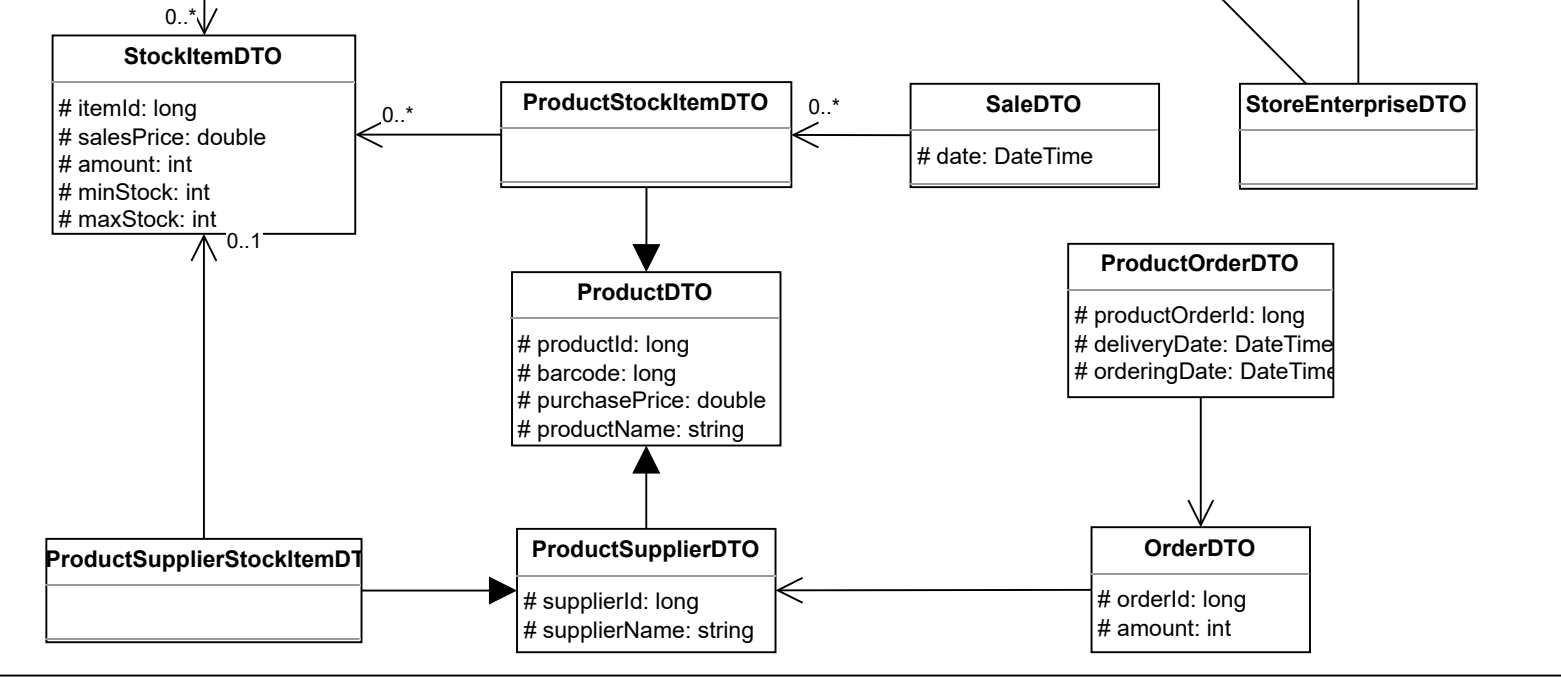 0..*
StockItemDTO
# itemId: long
# salesPrice: double
# amount: int
# minStock: int
# maxStock: int
0..1
0..*
ProductStockItemDTO
0..*
SaleDTO
# date: DateTime
StoreEnterpriseDTO
ProductDTO
# productId: long
# barcode: long
# purchasePrice: double
# productName: string
ProductOrderDTO
# productOrderId: long
# deliveryDate: DateTime
# orderingDate: DateTime
ProductSupplierStockItemDT
ProductSupplierDTO
# supplierId: long
# supplierName: string
OrderDTO
# orderId: long
# amount: int